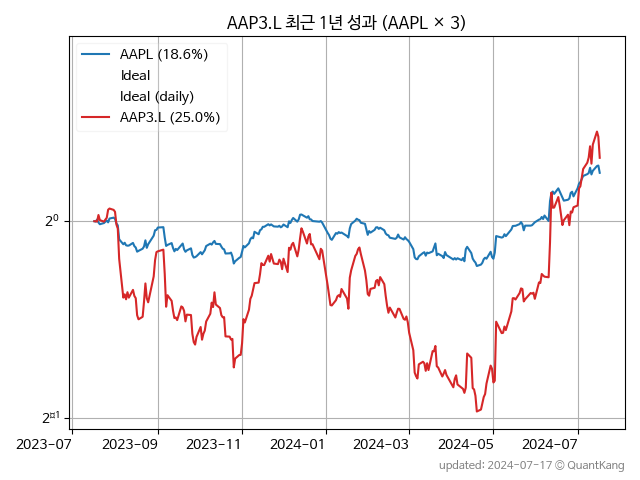 AAP3.L 최근 1년 성과 (AAPL × 3)
AAPL (18.6%)
Ideal
Ideal (daily)
AAP3.L (25.0%)
2⁰
2¤¹
2023-07
2023-09
2023-11
2024-01
2024-03
2024-05
2024-07
updated: 2024-07-17 © QuantKang